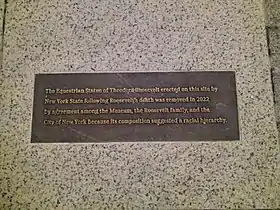 The Equestrian Statue of Theodore Roosevelt erected on this site by
New York State following Roosevelt's death was removed in 2022
by agreement among the Museum, the Roosevelt family, and the
City of New York because its composition suggested a racial hierarchy.